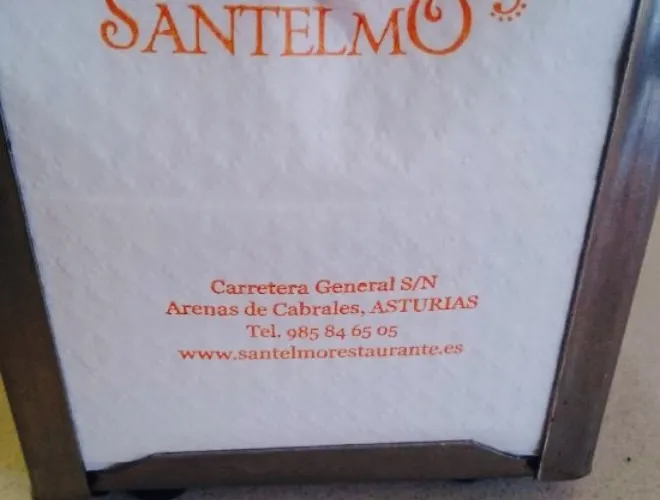 SANTELMO
Carretera General S/N
Arenas de Cabrales, ASTURIAS
Tel. 985 84 65 05
www.santelmorestaurante.es